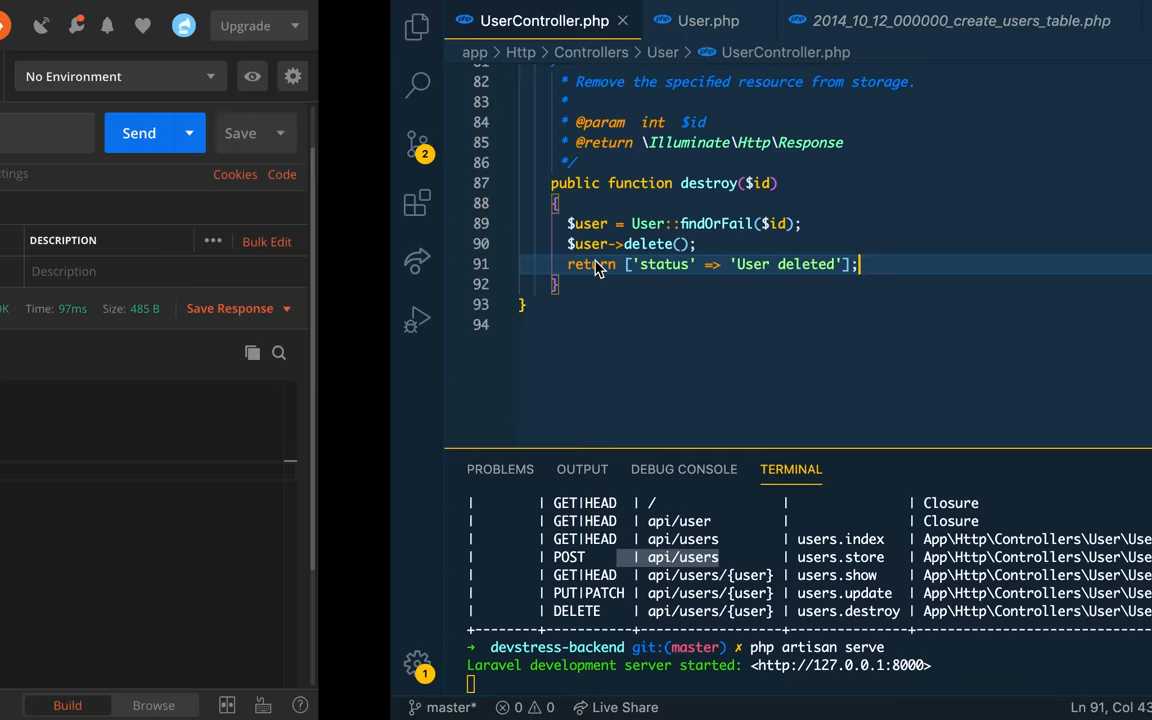 Upgrade
No Environment
Send
Save
ttings
Cookies Code
DESCRIPTION
••• Bulk Edit
Description
OK Time: 97ms Size: 485 B Save Response
Build Browse
UserController.php
User.php
2014_10_12_000000_create_users_table.php
app > Http > Controllers > User > UserController.php
81 */
82 * Remove the specified resource from storage.
83 *
84 * @param int $id
85 * @return \Illuminate\Http\Response
86 */
87 public function destroy($id)
88 {
89 $user = User::findOrFail($id);
90 $user->delete();
91 return ['status' => 'User deleted'];
92 }
93 }
94
2
1
PROBLEMS OUTPUT DEBUG CONSOLE TERMINAL
| | GET|HEAD | / | | Closure
| | GET|HEAD | api/user | | Closure
| | GET|HEAD | api/users | users.index | App\Http\Controllers\User\Use
| | POST | api/users | users.store | App\Http\Controllers\User\Use
| | GET|HEAD | api/users/{user} | users.show | App\Http\Controllers\User\Use
| | PUT|PATCH | api/users/{user} | users.update | App\Http\Controllers\User\Use
| | DELETE | api/users/{user} | users.destroy | App\Http\Controllers\User\Use
+--------+----------+------------------+---------------+-----------------------------
→ devstress-backend git:(master) ✗ php artisan serve
Laravel development server started: <http://127.0.0.1:8000>
master* 0 0 Live Share
Ln 91, Col 43